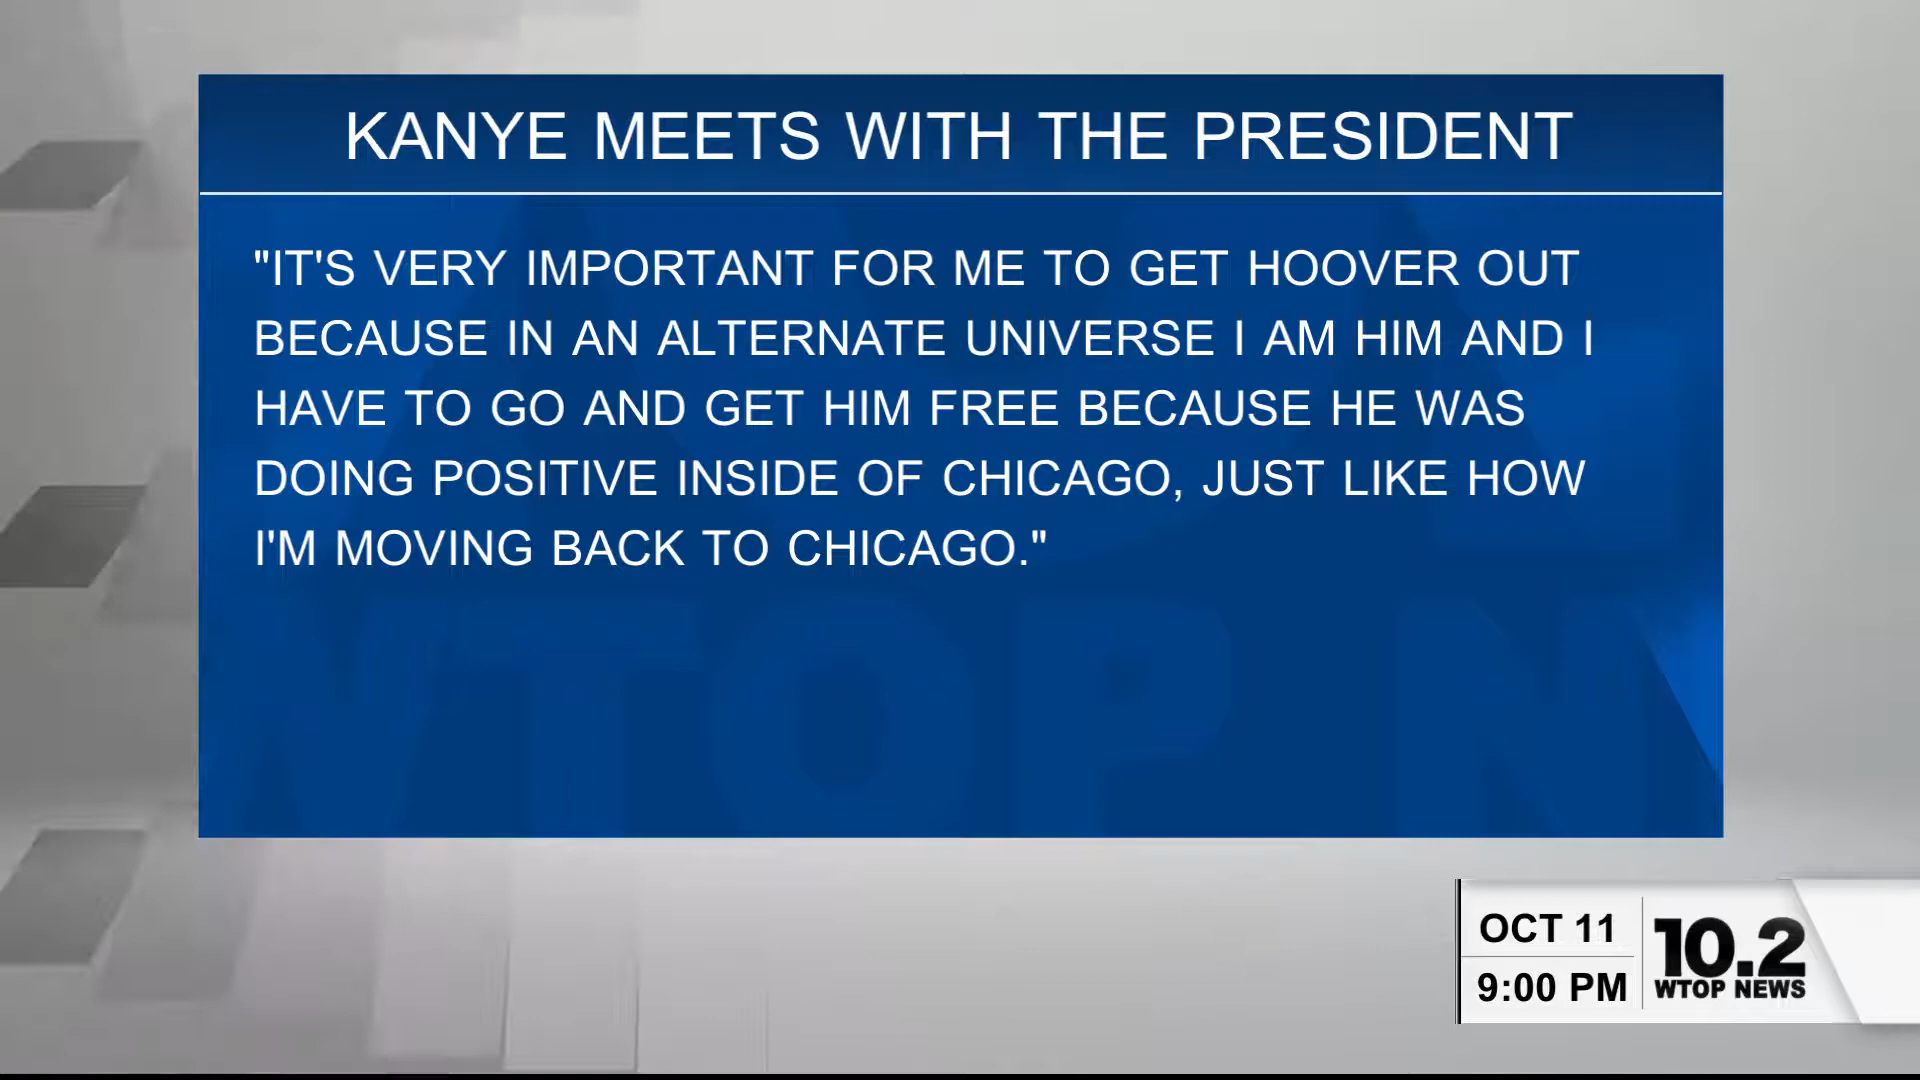 KANYE MEETS WITH THE PRESIDENT
"IT'S VERY IMPORTANT FOR ME TO GET HOOVER OUT
BECAUSE IN AN ALTERNATE UNIVERSE I AM HIM AND I
HAVE TO GO AND GET HIM FREE BECAUSE HE WAS
DOING POSITIVE INSIDE OF CHICAGO, JUST LIKE HOW
I'M MOVING BACK TO CHICAGO."
WTOP N
OCT 11
9:00 PM
10.2
WTOP NEWS